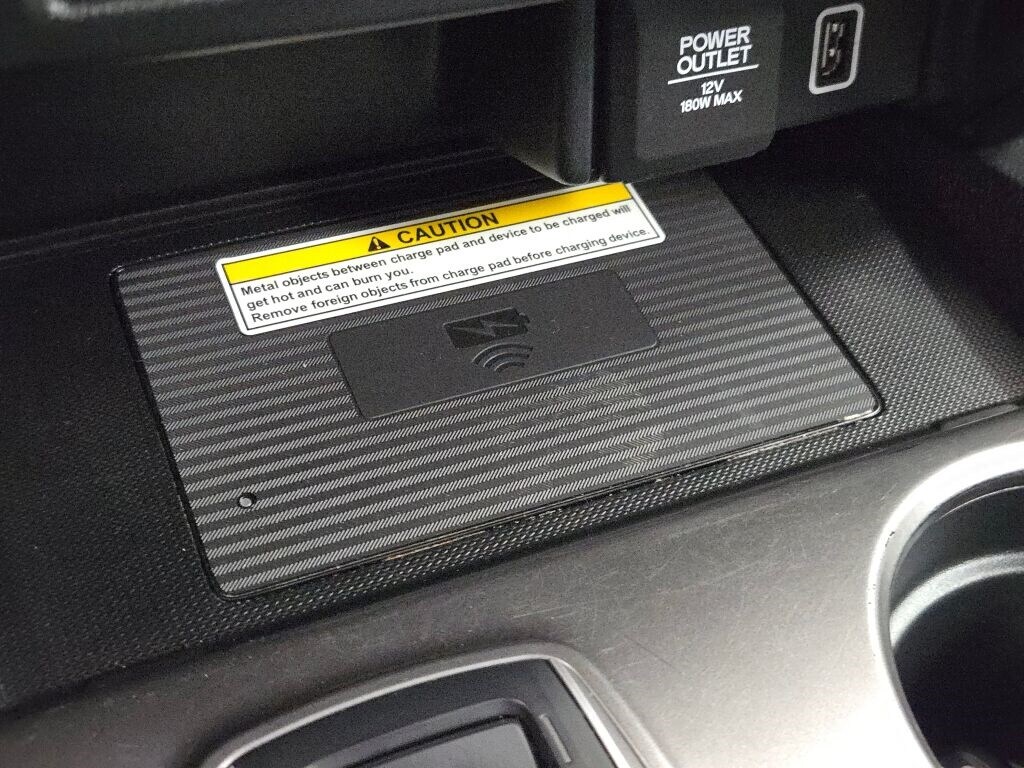 POWER
OUTLET
12V
180W MAX
CAUTION
Metal objects between charge pad and device to be charged will
get hot and can burn you.
Remove foreign objects from charge pad before charging device.